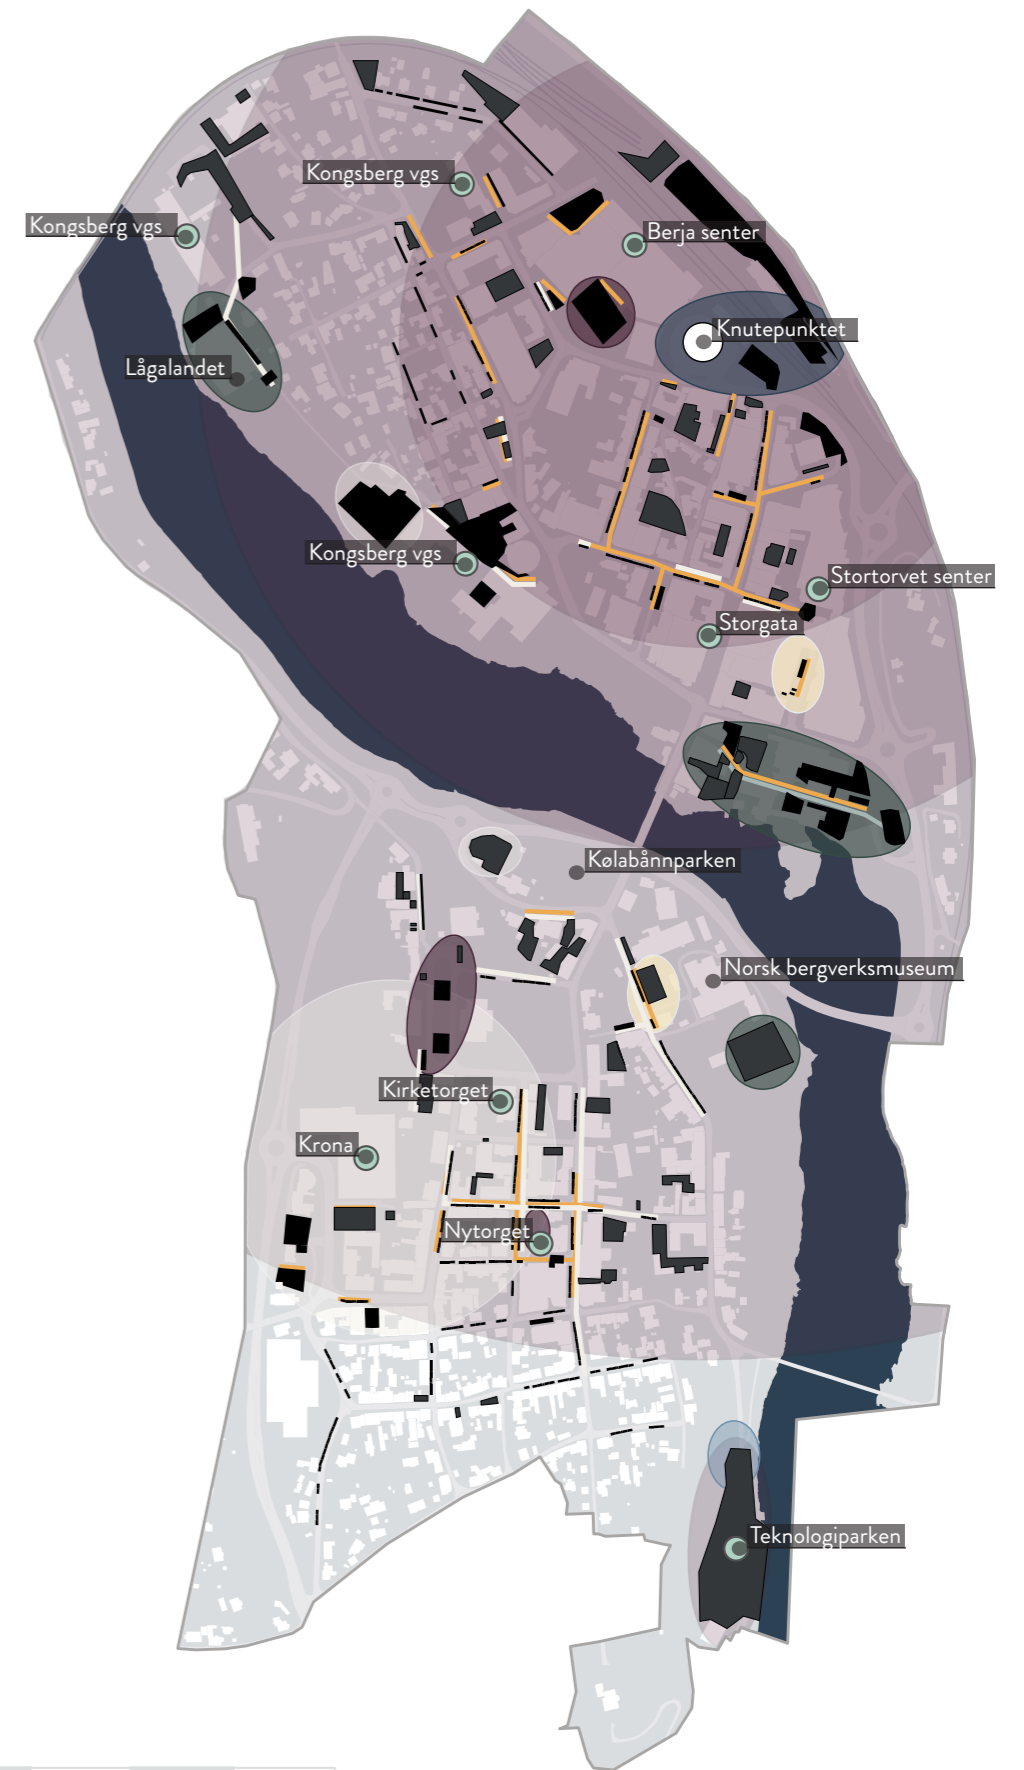 Kongsberg vgs
Kongsberg vgs
Berja senter
Knutepunktet
Lågalandet
Kongsberg vgs
Stortorvet senter
Storgata
Kølabånnparken
Norsk bergverksmuseum
Kirketorget
Krona
Nytorget
Teknologiparken